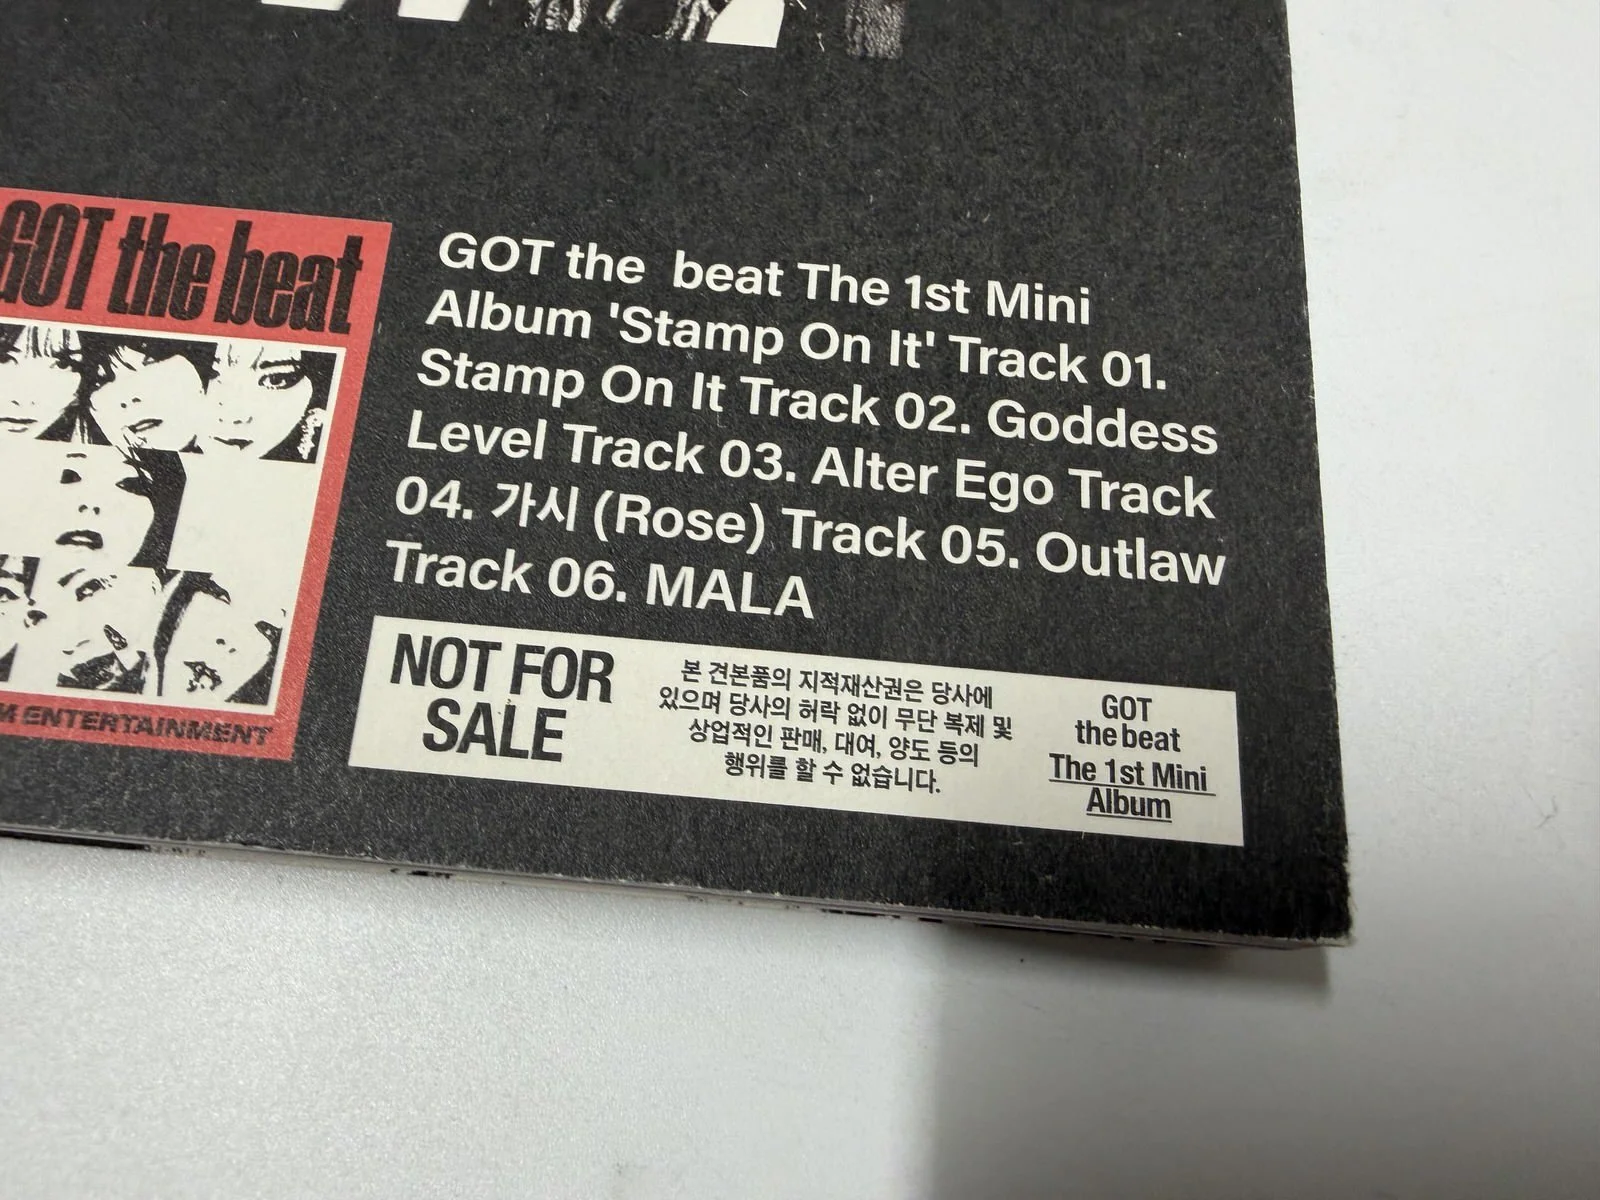 GOT the beat
M ENTERTAINMENT
GOT the beat The 1st Mini
Album 'Stamp On It' Track 01.
Stamp On It Track 02. Goddess
Level Track 03. Alter Ego Track
04. 가시 (Rose) Track 05. Outlaw
Track 06. MALA
NOT FOR
SALE
본 견본품의 지적재산권은 당사에
있으며 당사의 허락 없이 무단 복제 및
상업적인 판매, 대여, 양도 등의
행위를 할 수 없습니다.
GOT
the beat
The 1st Mini
Album